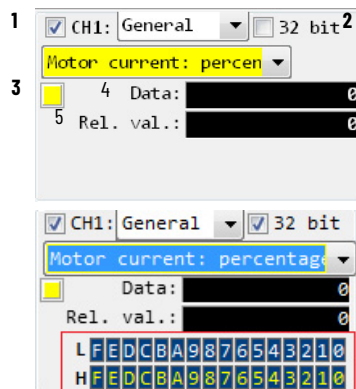 1 CH1: General 32 bit 2
Motor current: percen
3 4 Data: 0
5 Rel. val.: 0
CH1: General 32 bit
Motor current: percentage
Data: 0
Rel. val.: 0
L FEDCBA9876543210
H FEDCBA9876543210